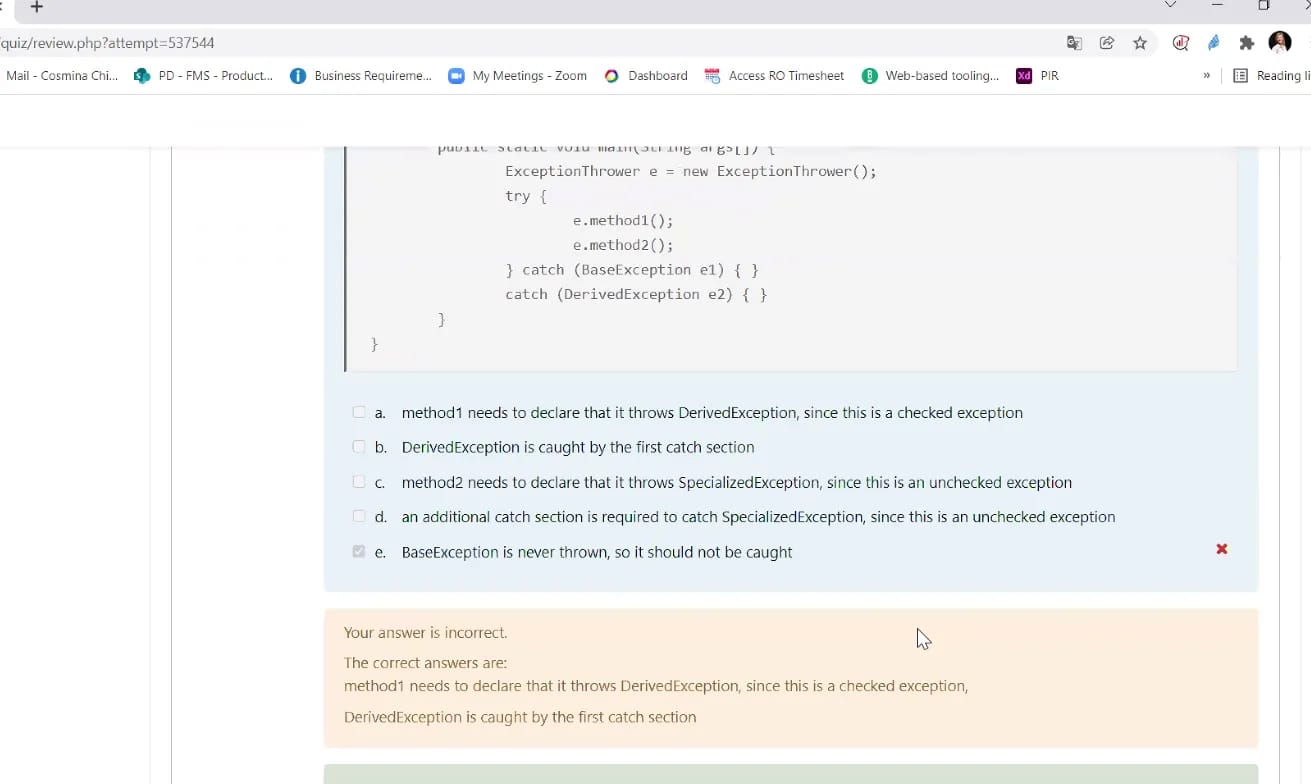 quiz/review.php?attempt=537544
Mail - Cosmina Chi... PD - FMS - Product... Business Requireme... My Meetings - Zoom Dashboard Access RO Timesheet Web-based tooling... Xd PIR » Reading li
public static void main(String args[]) {
ExceptionThrower e = new ExceptionThrower();
try {
e.method1();
e.method2();
} catch (BaseException e1) { }
catch (DerivedException e2) { }
}
}
a. method1 needs to declare that it throws DerivedException, since this is a checked exception
b. DerivedException is caught by the first catch section
c. method2 needs to declare that it throws SpecializedException, since this is an unchecked exception
d. an additional catch section is required to catch SpecializedException, since this is an unchecked exception
e. BaseException is never thrown, so it should not be caught
Your answer is incorrect.
The correct answers are:
method1 needs to declare that it throws DerivedException, since this is a checked exception,
DerivedException is caught by the first catch section